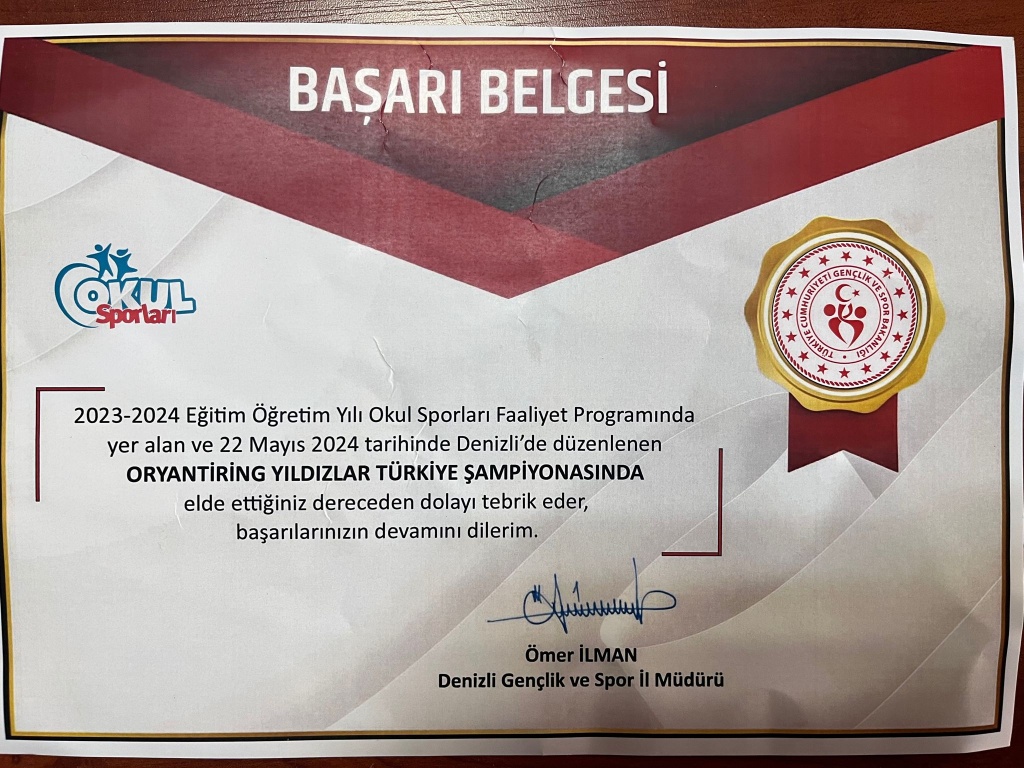 BAŞARI BELGESİ
OKUL
Sporları
TÜRKİYE CUMHURİYETİ GENÇLİK VE SPOR BAKANLIĞI
2023-2024 Eğitim Öğretim Yılı Okul Sporları Faaliyet Programında
yer alan ve 22 Mayıs 2024 tarihinde Denizli’de düzenlenen
ORYANTİRİNG YILDIZLAR TÜRKİYE ŞAMPİYONASINDA
elde ettiğiniz dereceden dolayı tebrik eder,
başarılarınızın devamını dilerim.
Ömer İLMAN
Denizli Gençlik ve Spor İl Müdürü